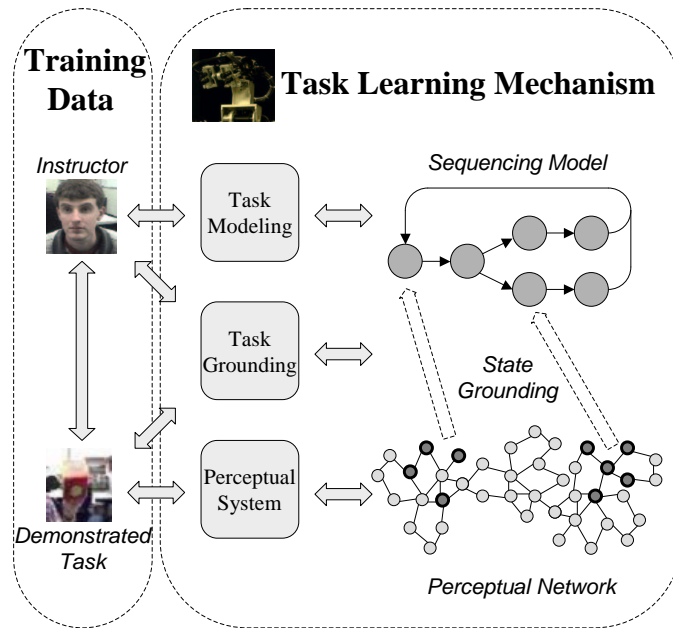 Training
Data
Task Learning Mechanism
Instructor
Sequencing Model
Task
Modeling
Task
Grounding
State
Grounding
Perceptual
System
Demonstrated
Task
Perceptual Network